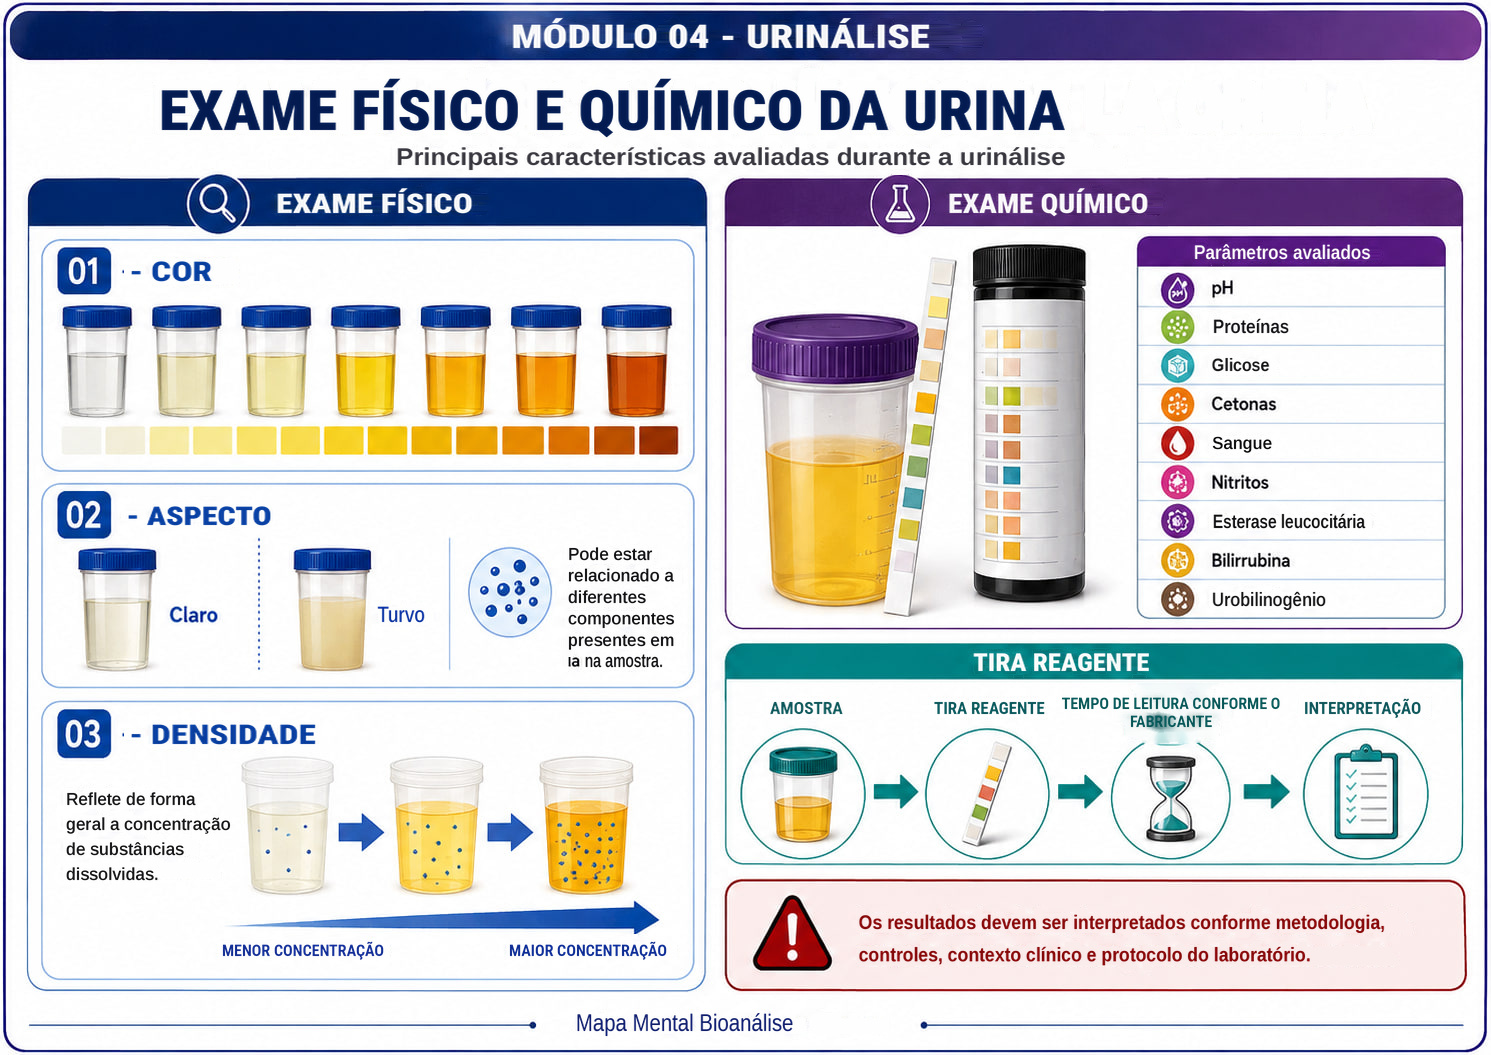 MÓDULO 04 - URINÁLISE
EXAME FÍSICO E QUÍMICO DA URINA
Principais características avaliadas durante a urinálise
EXAME FÍSICO
01 - COR
02 - ASPECTO
Claro
Turvo
Pode estar
relacionado a
diferentes
componentes
presentes em
ıa na amostra.
03 - DENSIDADE
Reflete de forma
geral a concentração
de substâncias
dissolvidas.
MENOR CONCENTRAÇÃO
MAIOR CONCENTRAÇÃO
EXAME QUÍMICO
Parâmetros avaliados
pH
pH
Proteínas
Glicose
Cetonas
Sangue
Nitritos
Esterase leucocitária
Bilirrubina
Urobilinogênio
TIRA REAGENTE
AMOSTRA
TIRA REAGENTE
TEMPO DE LEITURA CONFORME O
FABRICANTE
INTERPRETAÇÃO
Os resultados devem ser interpretados conforme metodologia,
controles, contexto clínico e protocolo do laboratório.
Mapa Mental Bioanálise